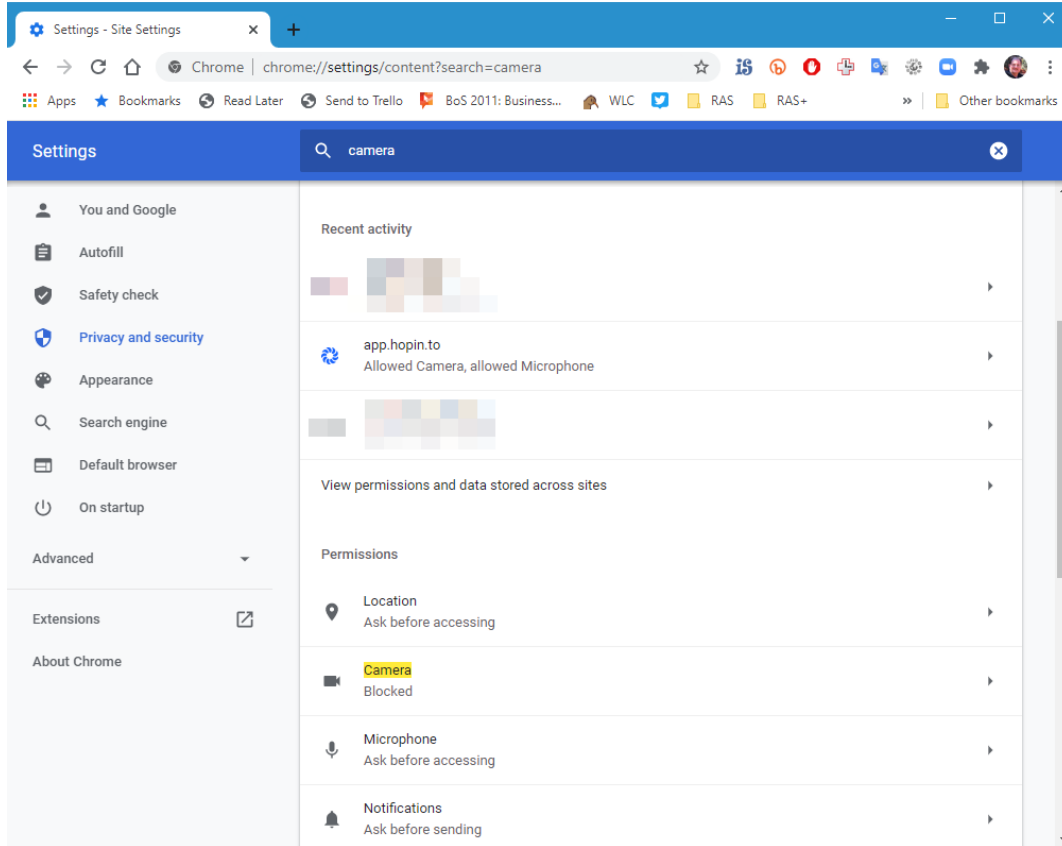 Settings - Site Settings
Chrome | chrome://settings/content?search=camera
Apps Bookmarks Read Later Send to Trello BoS 2011: Business... WLC RAS RAS+ » Other bookmarks
Settings
camera
You and Google
Autofill
Safety check
Privacy and security
Appearance
Search engine
Default browser
On startup
Advanced
Extensions
About Chrome
Recent activity
app.hopin.to
Allowed Camera, allowed Microphone
View permissions and data stored across sites
Permissions
Location
Ask before accessing
Camera
Blocked
Microphone
Ask before accessing
Notifications
Ask before sending